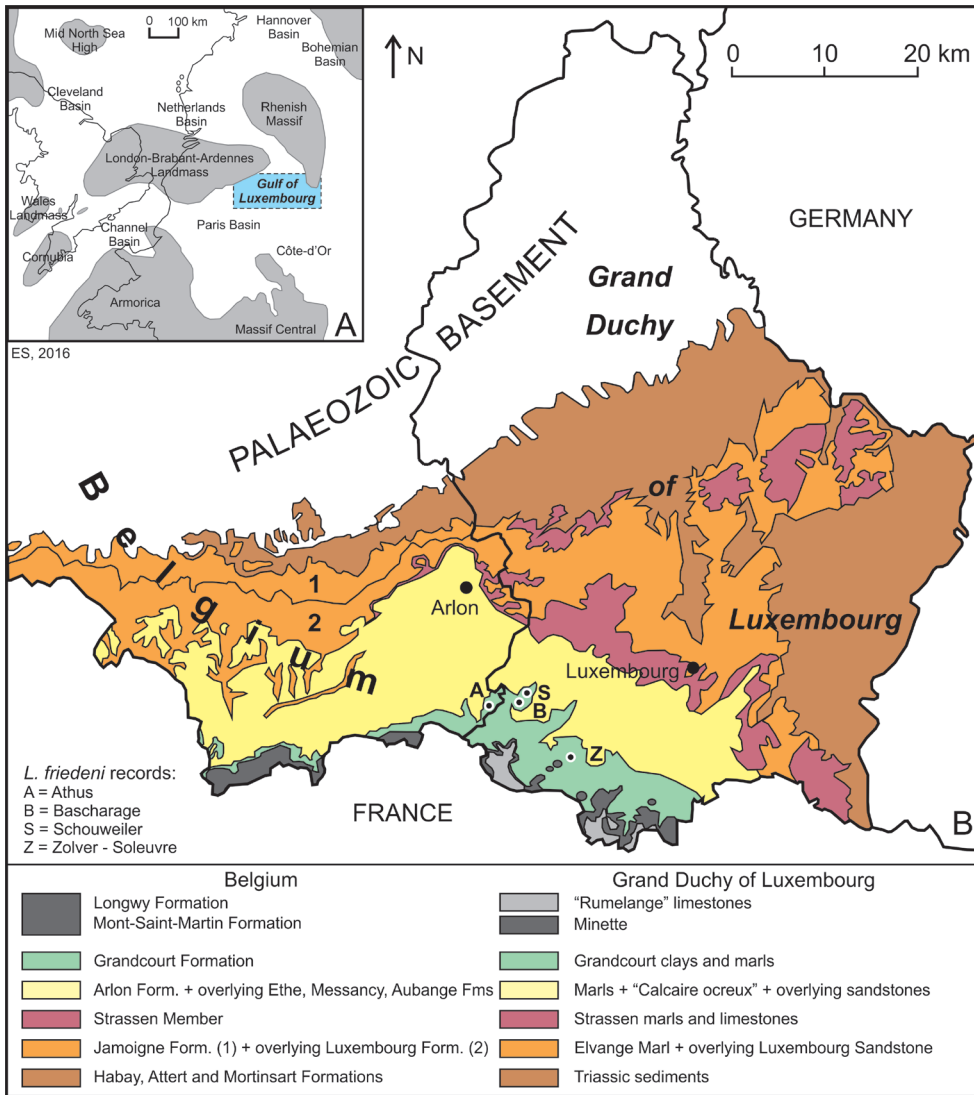 0 100 km
Hannover
Basin
Mid North Sea
High
Bohemian
Basin
Cleveland
Basin
Netherlands
Basin
Rhenish
Massif
London-Brabant-Ardennes
Landmass
Gulf of
Luxembourg
Wales
Landmass
Channel
Basin
Paris Basin
Cornubia
Côte-d'Or
Armorica
Massif Central
A
ES, 2016
N
0 10 20 km
GERMANY
PALAEOZOIC BASEMENT
Grand
Duchy
of
Luxembourg
Belgium
1
2
Arlon
Luxembourg
A
S
B
Z
FRANCE
B
L. friedeni records:
A = Athus
B = Bascharage
S = Schouweiler
Z = Zolver - Soleuvre
Belgium
Longwy Formation
Mont-Saint-Martin Formation
Grandcourt Formation
Arlon Form. + overlying Ethe, Messancy, Aubange Fms
Strassen Member
Jamoigne Form. (1) + overlying Luxembourg Form. (2)
Habay, Attert and Mortinsart Formations
Grand Duchy of Luxembourg
"Rumelange" limestones
Minette
Grandcourt clays and marls
Marls + "Calcaire ocreux" + overlying sandstones
Strassen marls and limestones
Elvange Marl + overlying Luxembourg Sandstone
Triassic sediments